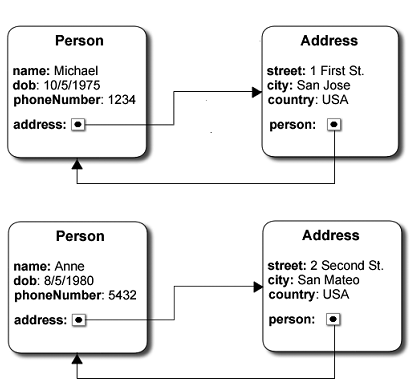 Person
name: Michael
dob: 10/5/1975
phoneNumber: 1234
address:
Address
street: 1 First St.
city: San Jose
country: USA
person:
Person
name: Anne
dob: 8/5/1980
phoneNumber: 5432
address:
Address
street: 2 Second St.
city: San Mateo
country: USA
person: